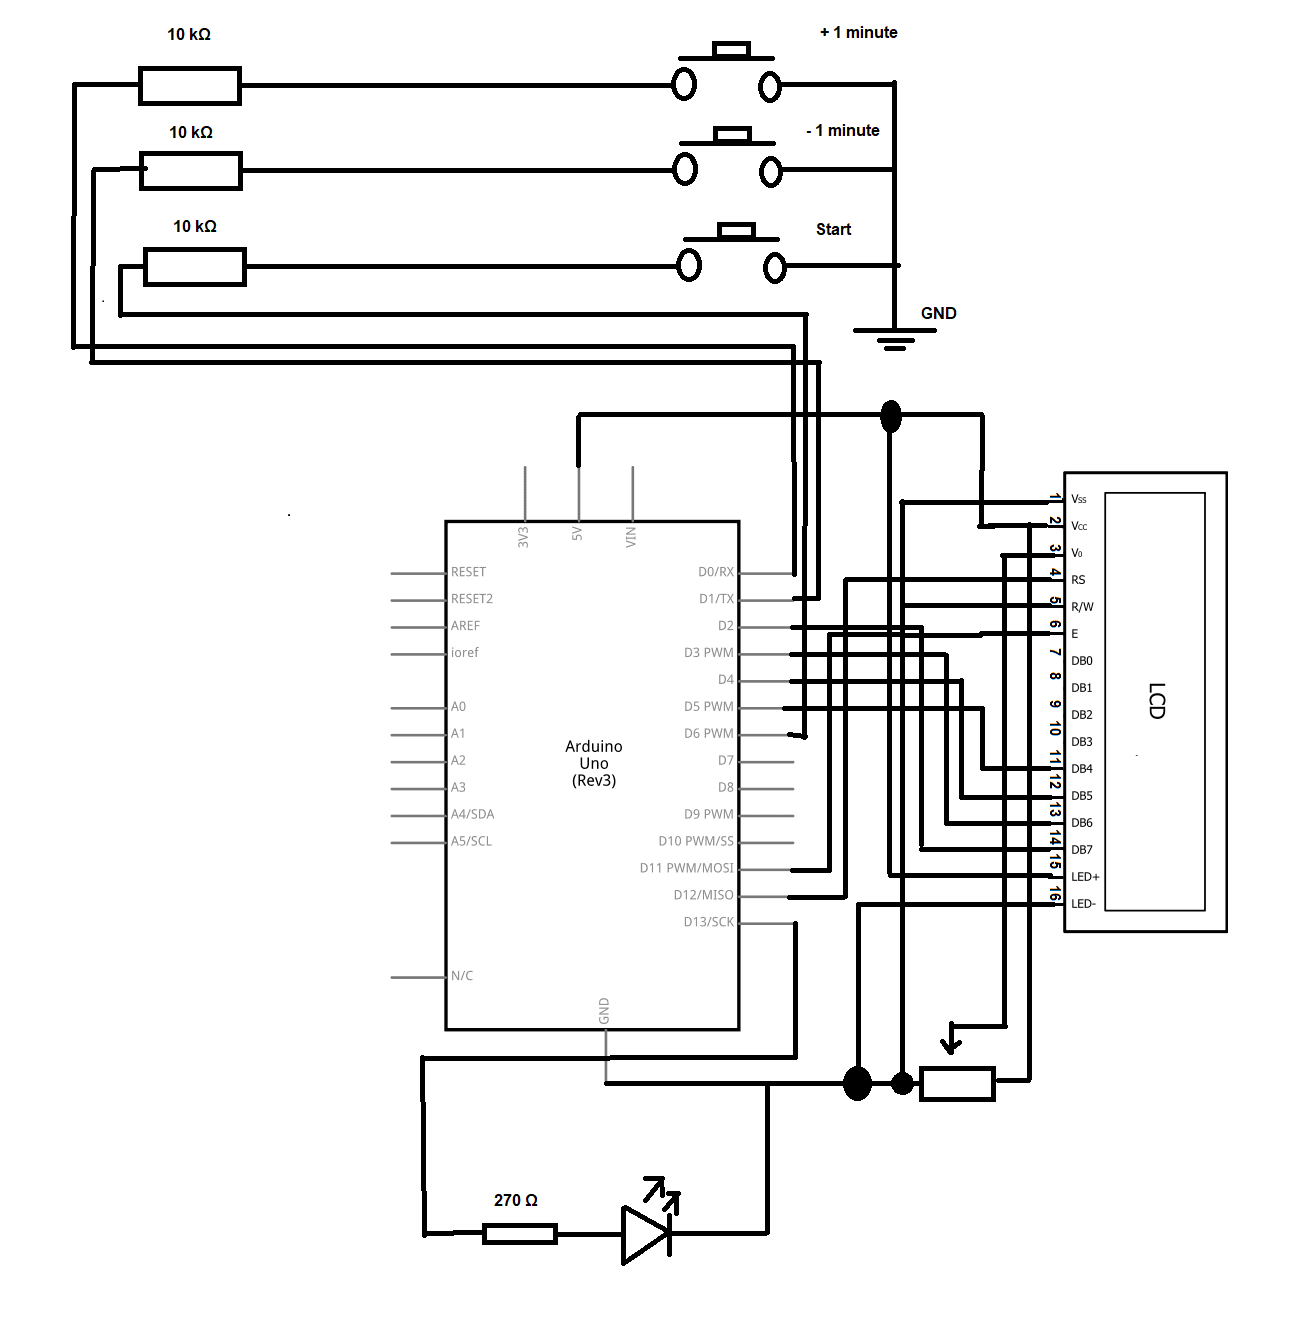 10 kΩ
+ 1 minute
10 kΩ
- 1 minute
10 kΩ
Start
GND
3V3
5V
VIN
RESET
RESET2
AREF
ioref
A0
A1
A2
A3
A4/SDA
A5/SCL
N/C
Arduino
Uno
(Rev3)
D0/RX
D1/TX
D2
D3 PWM
D4
D5 PWM
D6 PWM
D7
D8
D9 PWM
D10 PWM/SS
D11 PWM/MOSI
D12/MISO
D13/SCK
GND
1 Vss
2 Vcc
3 V0
4 RS
5 R/W
6 E
7 DB0
8 DB1
9 DB2
10 DB3
11 DB4
12 DB5
13 DB6
14 DB7
15 LED+
16 LED-
LCD
270 Ω